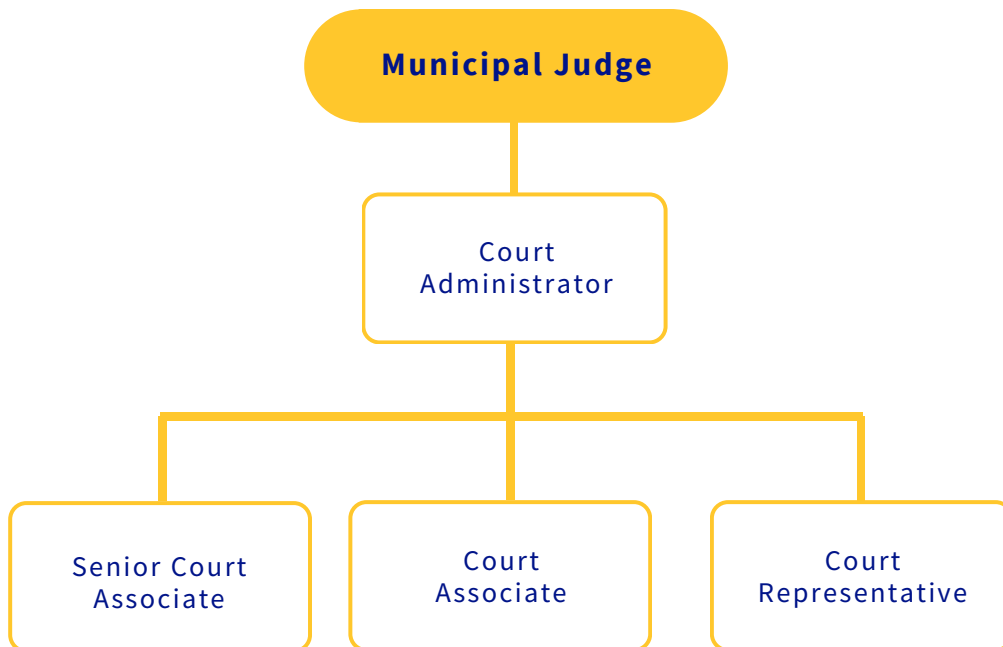 Municipal Judge
Court
Administrator
Senior Court
Associate
Court
Associate
Court
Representative